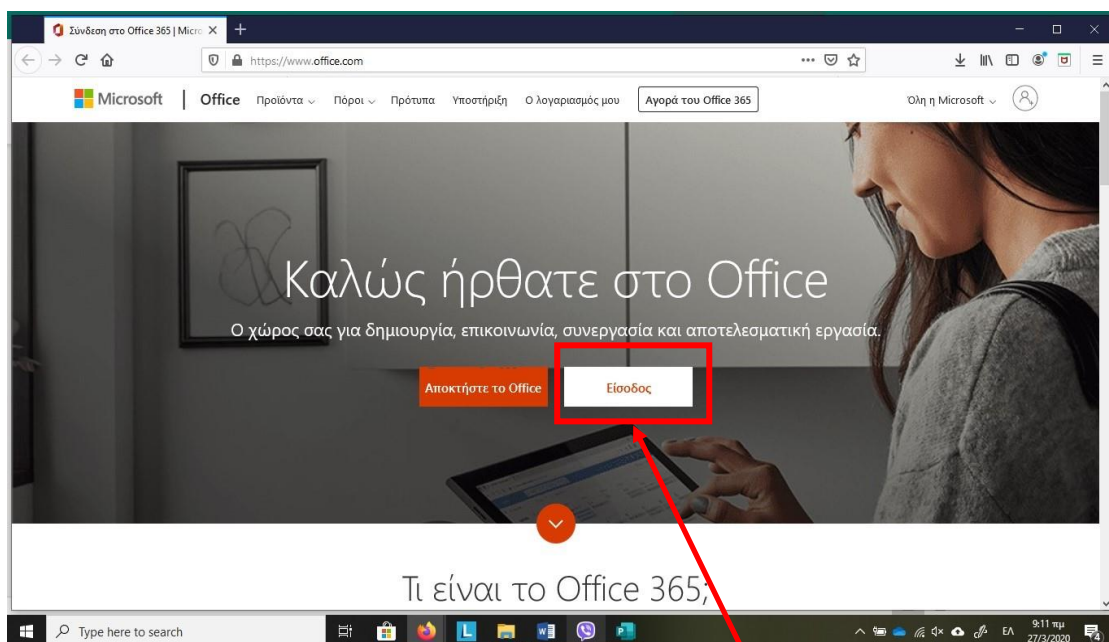 Σύνδεση στο Office 365 | Micro
https://www.office.com
Microsoft | Office Προϊόντα Πόροι Πρότυπα Υποστήριξη Ο λογαριασμός μου Αγορά του Office 365 Όλη η Microsoft
Καλώς ήρθατε στο Office
Ο χώρος σας για δημιουργία, επικοινωνία, συνεργασία και αποτελεσματική εργασία.
Αποκτήστε το Office Είσοδος
Τι είναι το Office 365;
Type here to search ΕΛ 9:11 πμ
27/3/2020 4